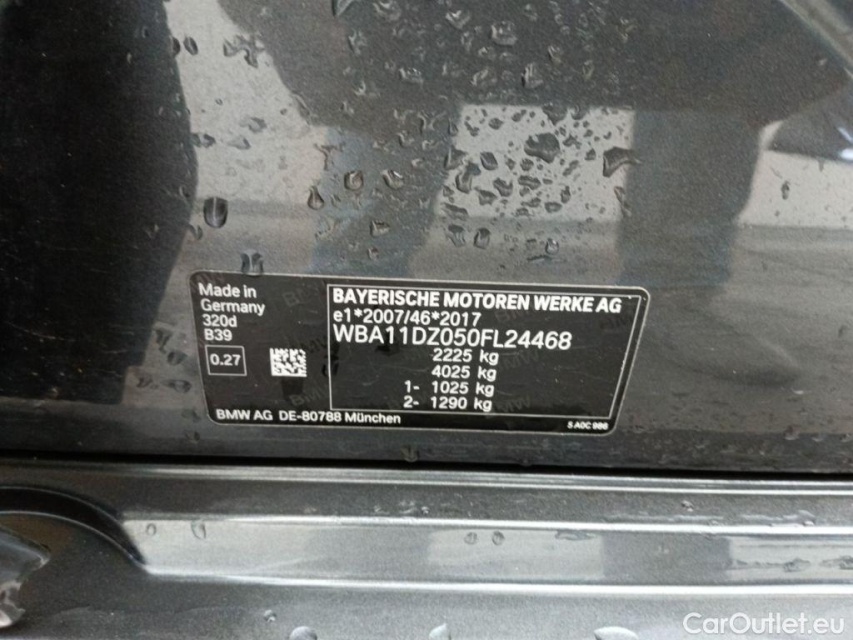 Made in
Germany
320d
B39
0.27
BAYERISCHE MOTOREN WERKE AG
e1*2007/46*2017
WBA11DZ050FL24468
2225 kg
4025 kg
1- 1025 kg
2- 1290 kg
BMW AG DE-80788 München
5 A0C 986
CarOutlet.eu